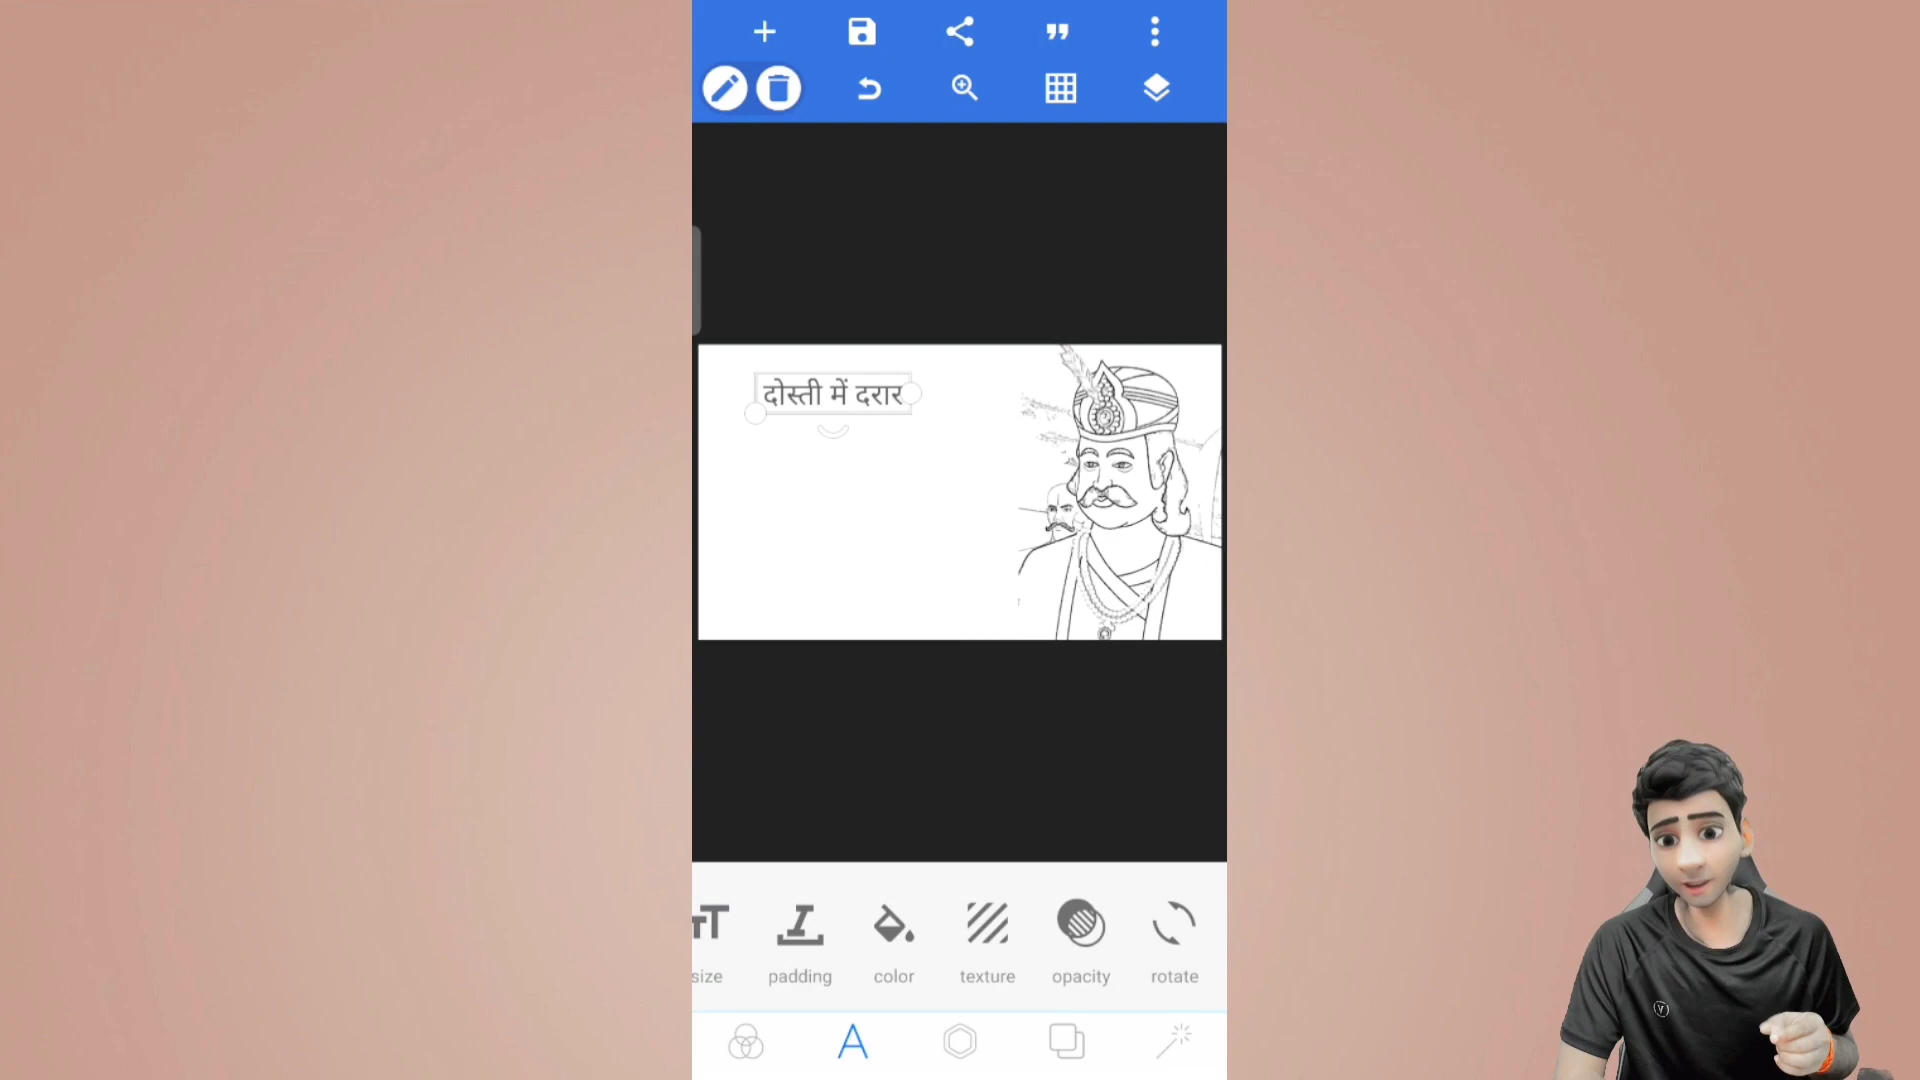 दोस्ती में दरार
size
padding
color
texture
opacity
rotate